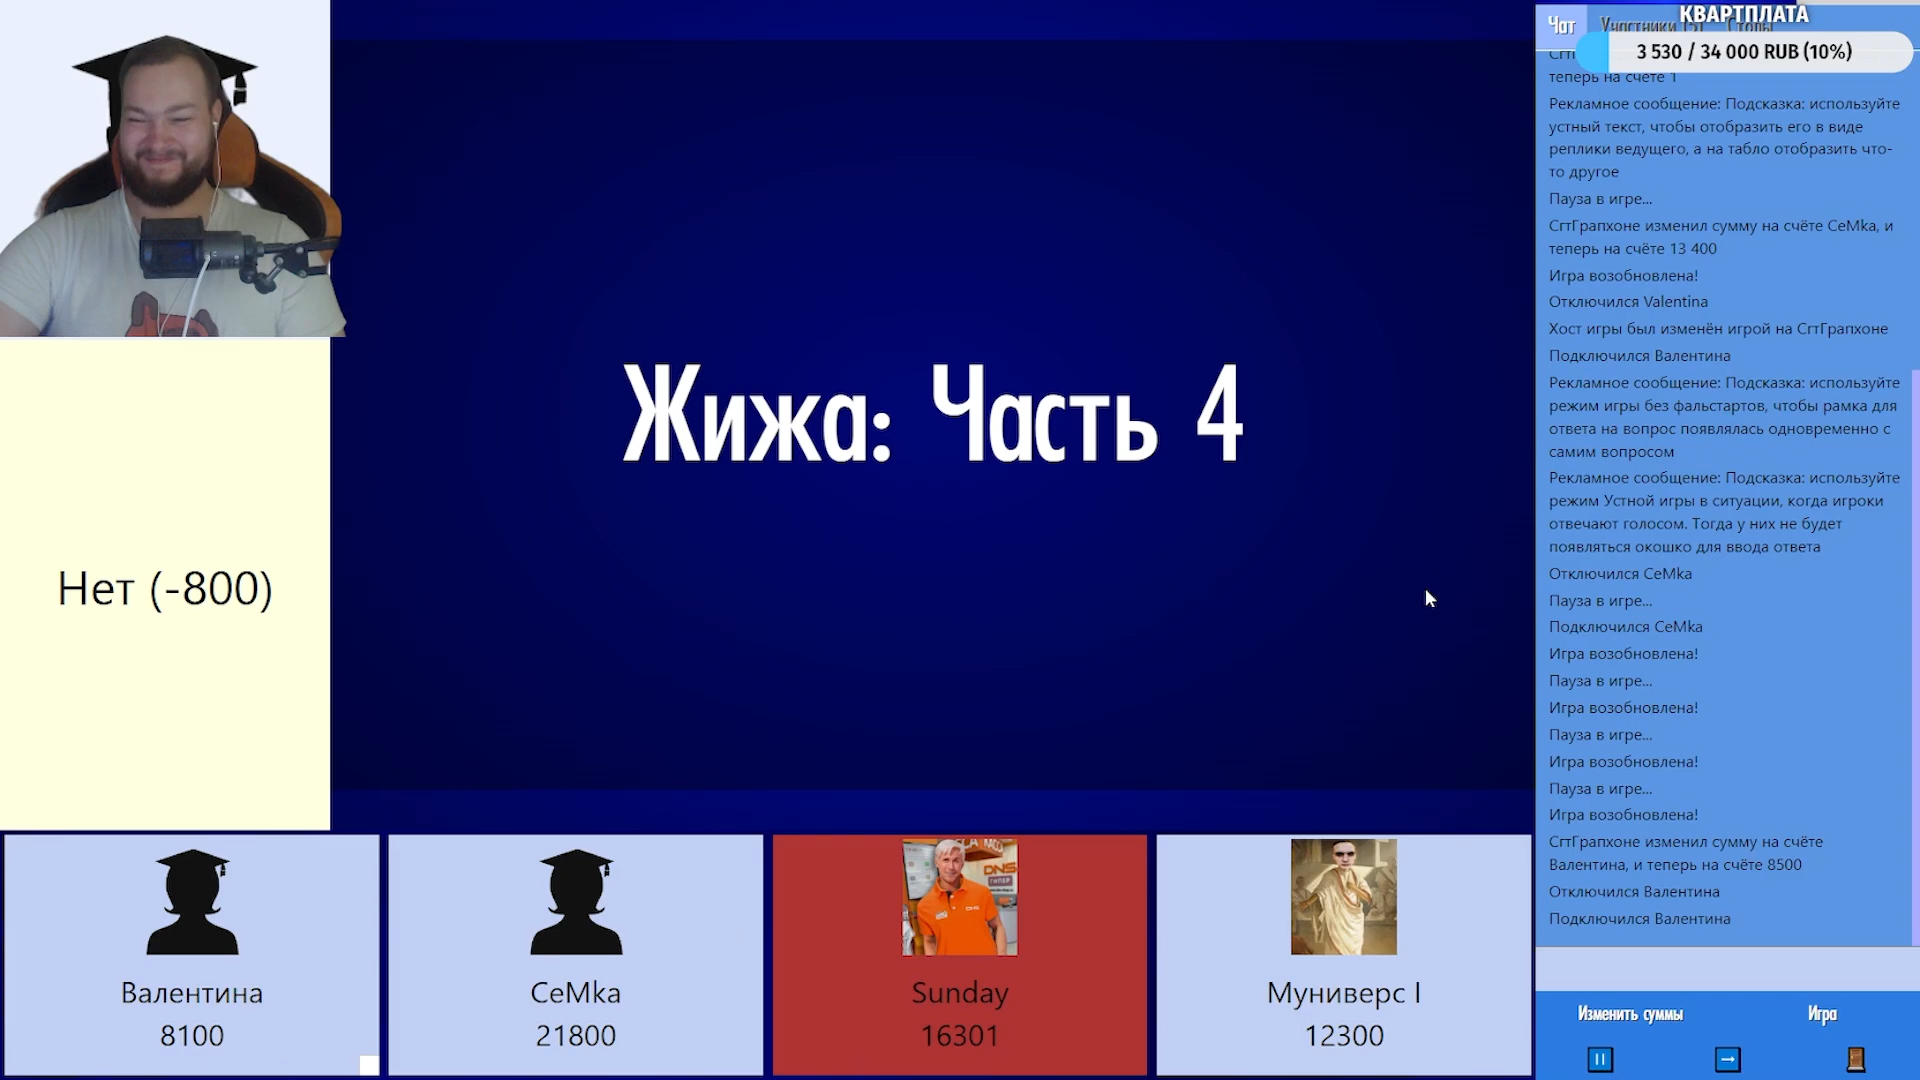 Жижа: Часть 4
Нет (-800)
Валентина
8100
CeMka
21800
DNS
ГИПЕР
Sunday
16301
Муниверс I
12300
КВАРТПЛАТА
Чат
Участники (5)
Столы
3 530 / 34 000 RUB (10%)
теперь на счёте 1
Рекламное сообщение: Подсказка: используйте
устный текст, чтобы отобразить его в виде
реплики ведущего, а на табло отобразить что-
то другое
Пауза в игре...
СгтГрапхоне изменил сумму на счёте CeMka, и
теперь на счёте 13 400
Игра возобновлена!
Отключился Valentina
Хост игры был изменён игрой на СгтГрапхоне
Подключился Валентина
Рекламное сообщение: Подсказка: используйте
режим игры без фальстартов, чтобы рамка для
ответа на вопрос появлялась одновременно с
самим вопросом
Рекламное сообщение: Подсказка: используйте
режим Устной игры в ситуации, когда игроки
отвечают голосом. Тогда у них не будет
появляться окошко для ввода ответа
Отключился CeMka
Пауза в игре...
Подключился CeMka
Игра возобновлена!
Пауза в игре...
Игра возобновлена!
Пауза в игре...
Игра возобновлена!
Пауза в игре...
Игра возобновлена!
СгтГрапхоне изменил сумму на счёте
Валентина, и теперь на счёте 8500
Отключился Валентина
Подключился Валентина
Изменить суммы
Игра